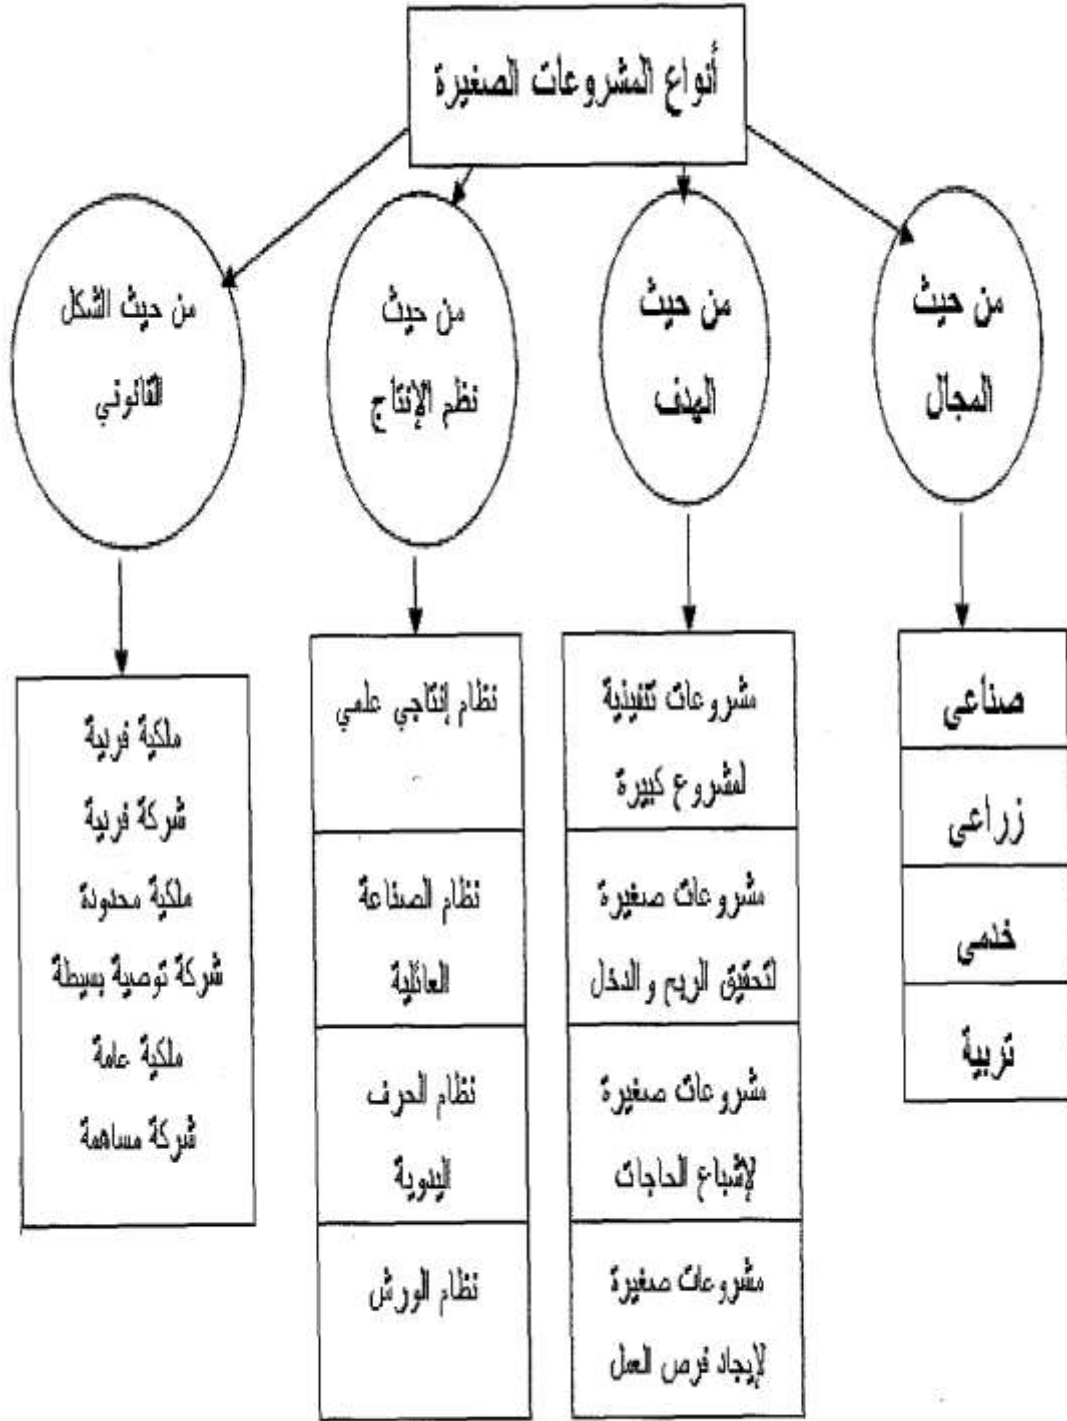 أنواع المشروعات الصغيرة
من حيث
المجال
من حيث
الهدف
من حيث
نظم الإنتاج
من حيث الشكل
القانوني
صناعى
زراعى
خدمى
تربية
مشروعات تنفيذية
لمشروع كبيرة
مشروعات صغيرة
لتحقيق الربح والدخل
مشروعات صغيرة
لإشباع الحاجات
مشروعات صغيرة
لإيجاد فرص العمل
نظام إنتاجي علمي
نظام الصناعة
العائلية
نظام الحرف
اليدوية
نظام الورش
ملكية فردية
شركة فردية
ملكية محدودة
شركة توصية بسيطة
ملكية عامة
شركة مساهمة